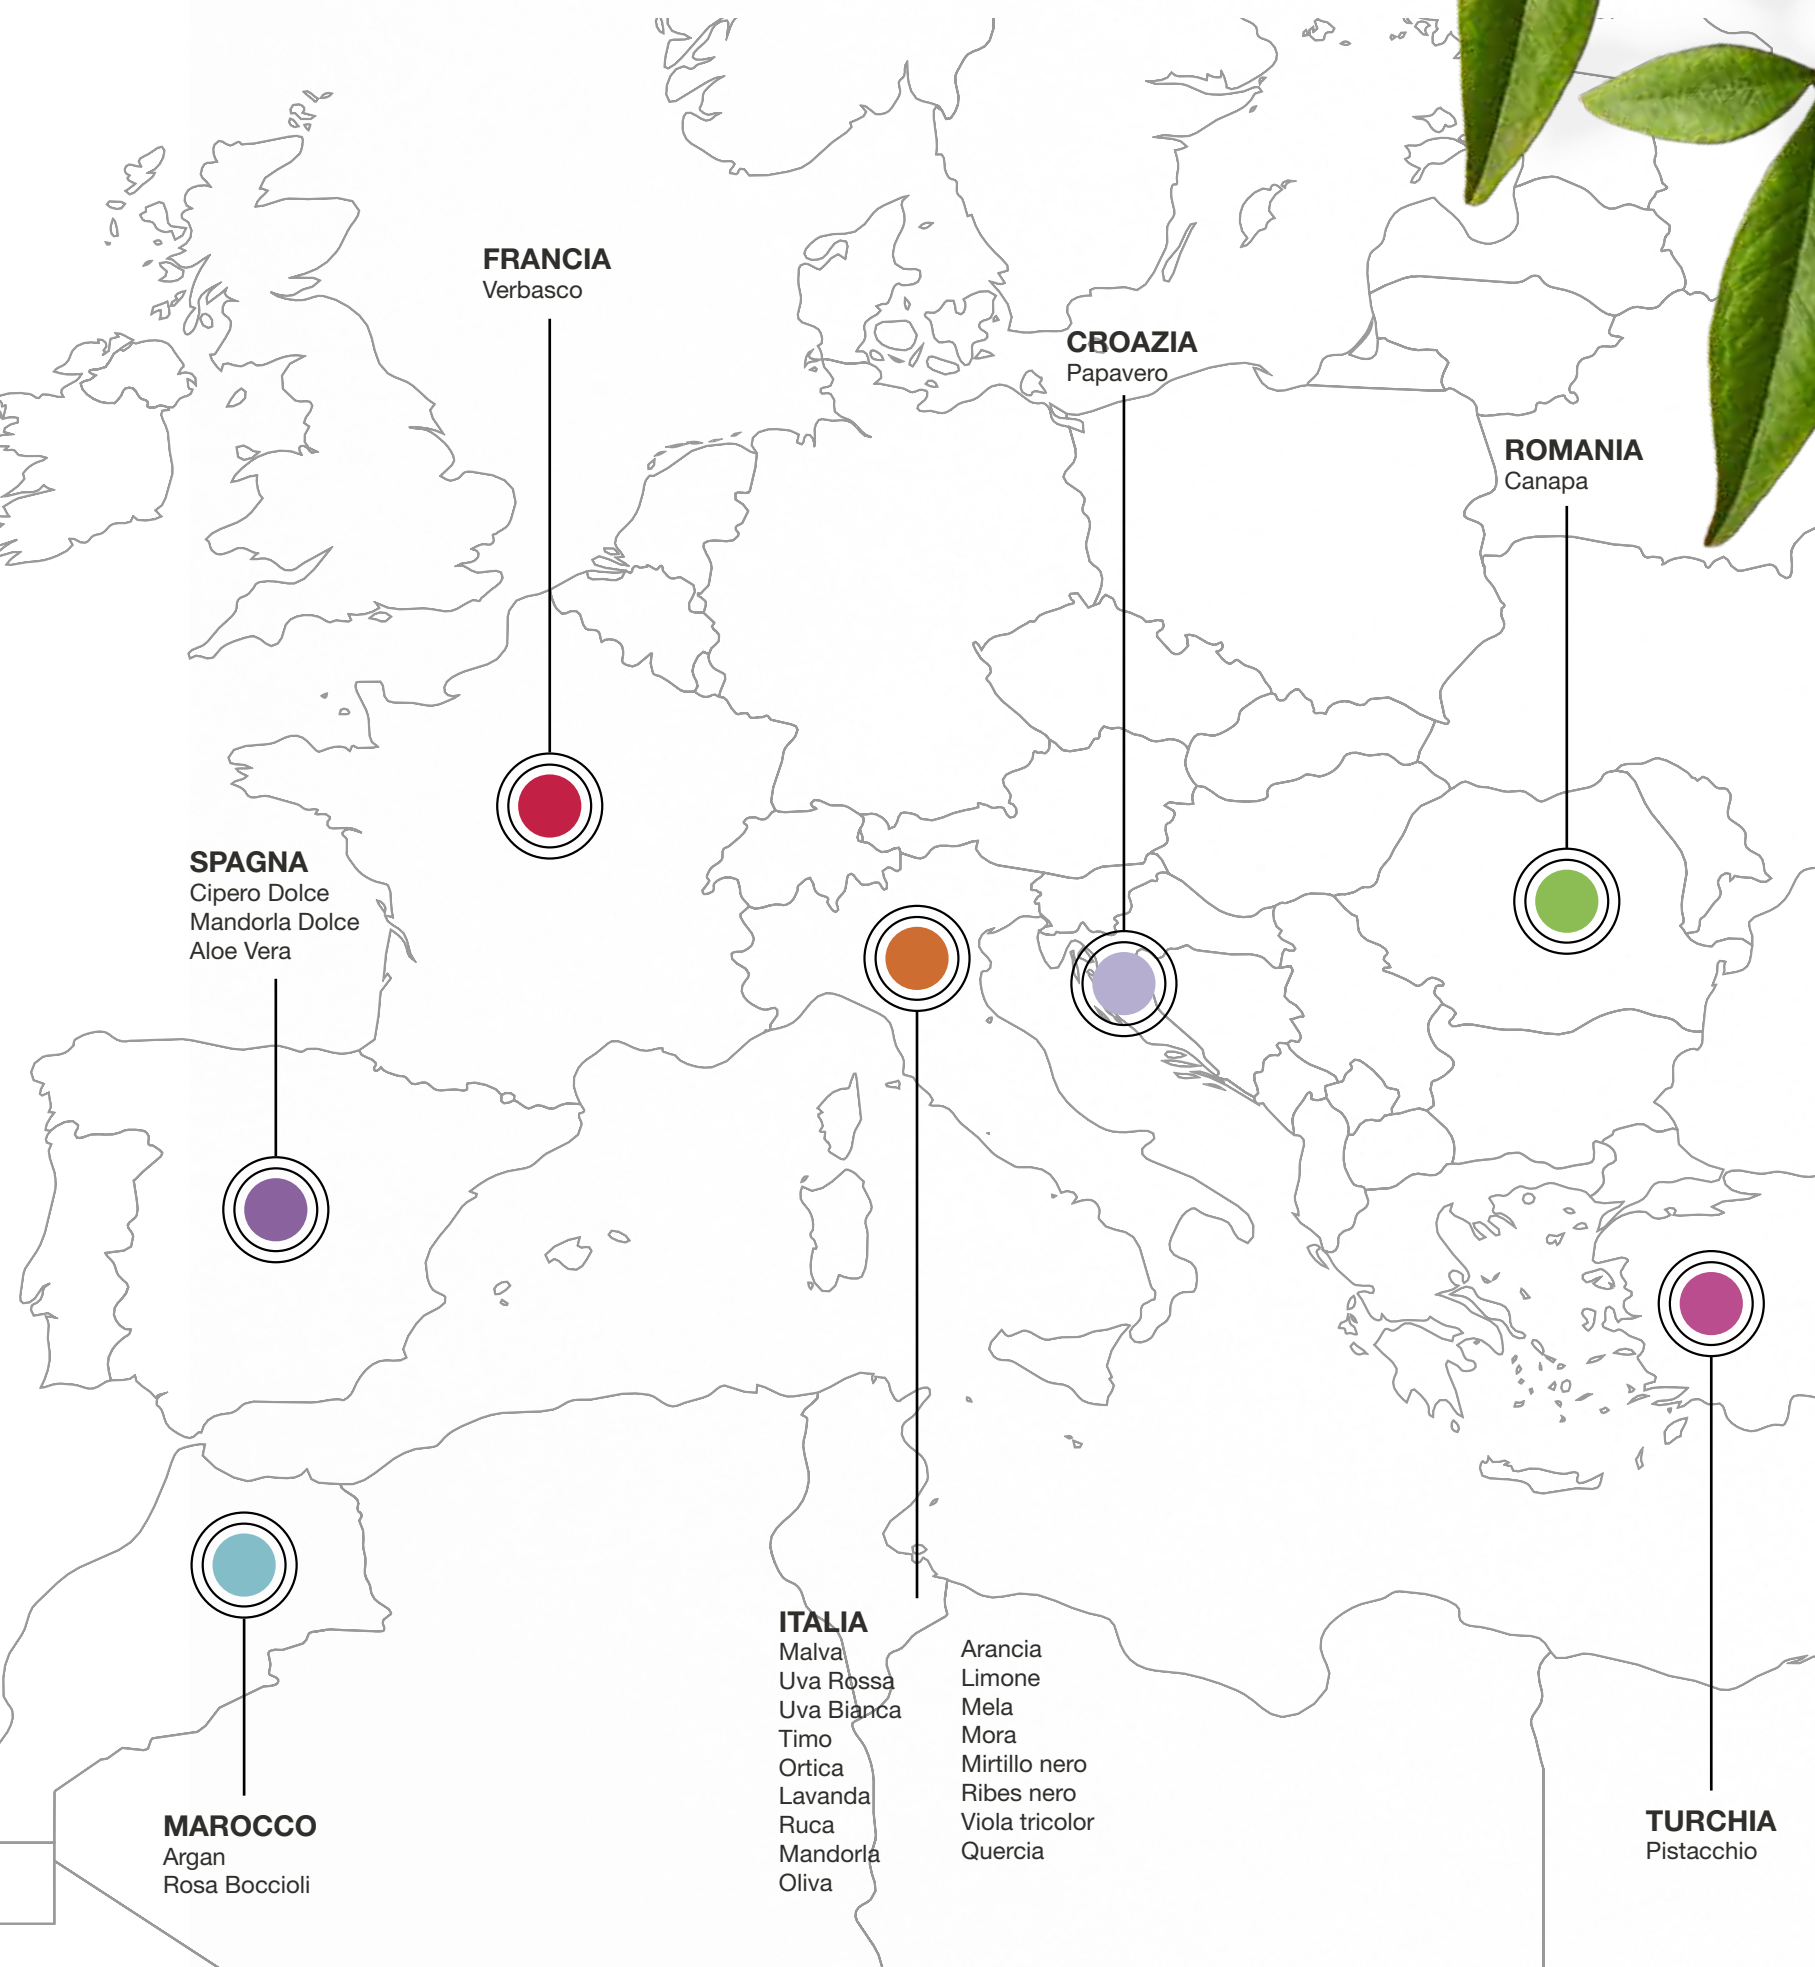 FRANCIA
Verbasco
CROAZIA
Papavero
ROMANIA
Canapa
SPAGNA
Cipero Dolce
Mandorla Dolce
Aloe Vera
ITALIA
Malva
Uva Rossa
Uva Bianca
Timo
Ortica
Lavanda
Ruca
Mandorla
Oliva
Arancia
Limone
Mela
Mora
Mirtillo nero
Ribes nero
Viola tricolor
Quercia
MAROCCO
Argan
Rosa Boccioli
TURCHIA
Pistacchio